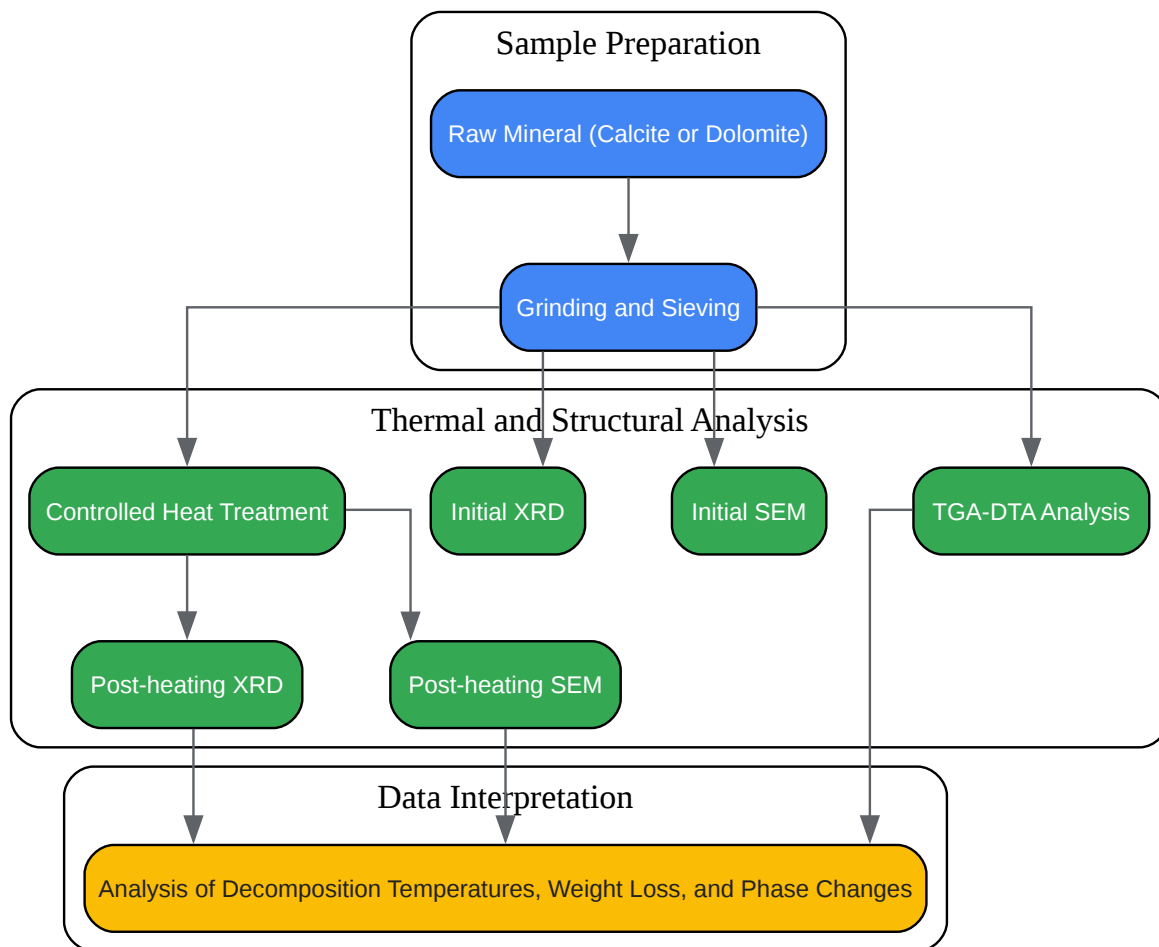 Sample Preparation
Raw Mineral (Calcite or Dolomite)
Grinding and Sieving
Thermal and Structural Analysis
Controlled Heat Treatment
Initial XRD
Initial SEM
TGA-DTA Analysis
Post-heating XRD
Post-heating SEM
Data Interpretation
Analysis of Decomposition Temperatures, Weight Loss, and Phase Changes